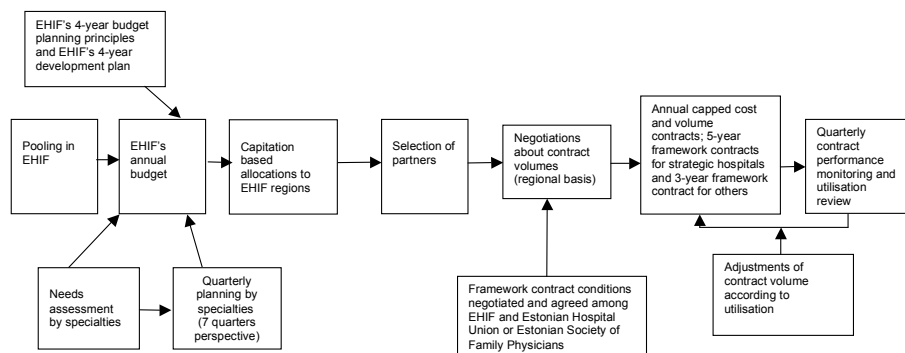 EHIF's 4-year budget
planning principles
and EHIF's 4-year
development plan
Pooling in
EHIF
EHIF's
annual
budget
Capitation
based
allocations to
EHIF regions
Selection of
partners
Negotiations
about contract
volumes
(regional basis)
Annual capped cost
and volume
contracts; 5-year
framework contracts
for strategic hospitals
and 3-year framework
contract for others
Quarterly
contract
performance
monitoring and
utilisation
review
Needs
assessment
by specialties
Quarterly
planning by
specialties
(7 quarters
perspective)
Framework contract conditions
negotiated and agreed among
EHIF and Estonian Hospital
Union or Estonian Society of
Family Physicians
Adjustments of
contract volume
according to
utilisation